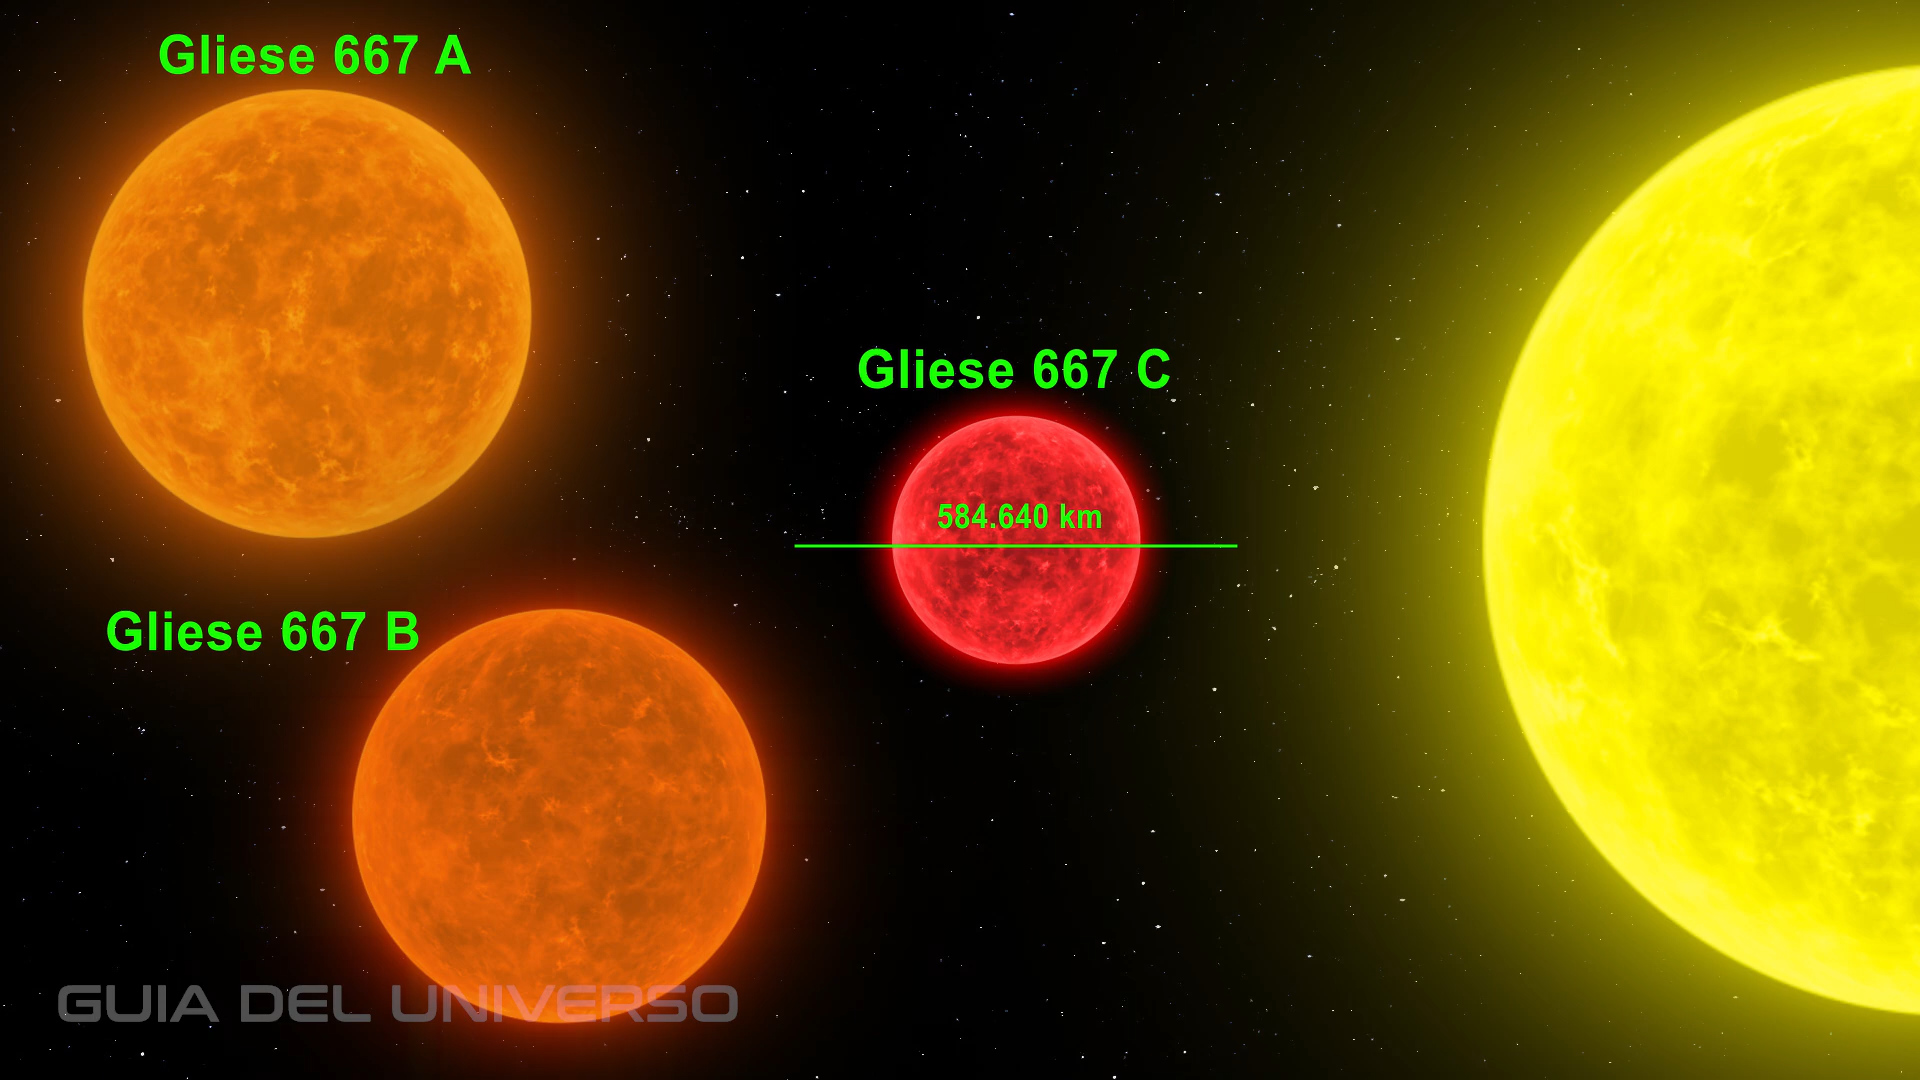 Gliese 667 A
Gliese 667 C
584.640 km
Gliese 667 B
GUIA DEL UNIVERSO